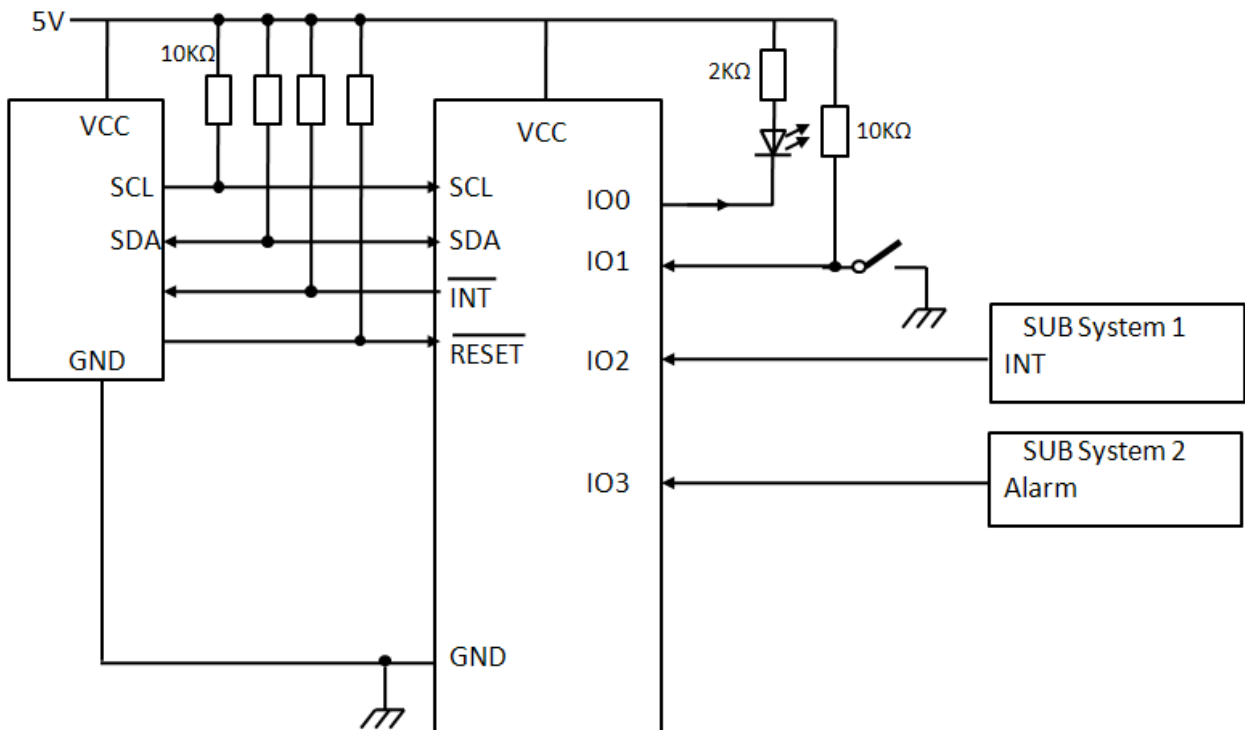 5V
10KΩ
2KΩ
10KΩ
VCC
SCL
SDA
GND
VCC
SCL
SDA
INT
RESET
GND
IO0
IO1
IO2
IO3
SUB System 1
INT
SUB System 2
Alarm